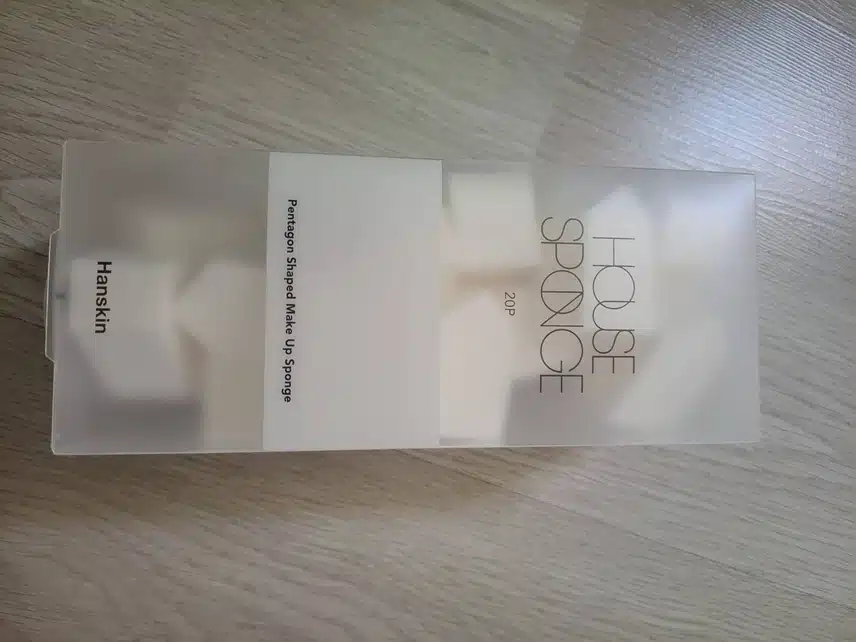 HOUSE
SPONGE
20P
Pentagon Shaped Make Up Sponge
Hanskin